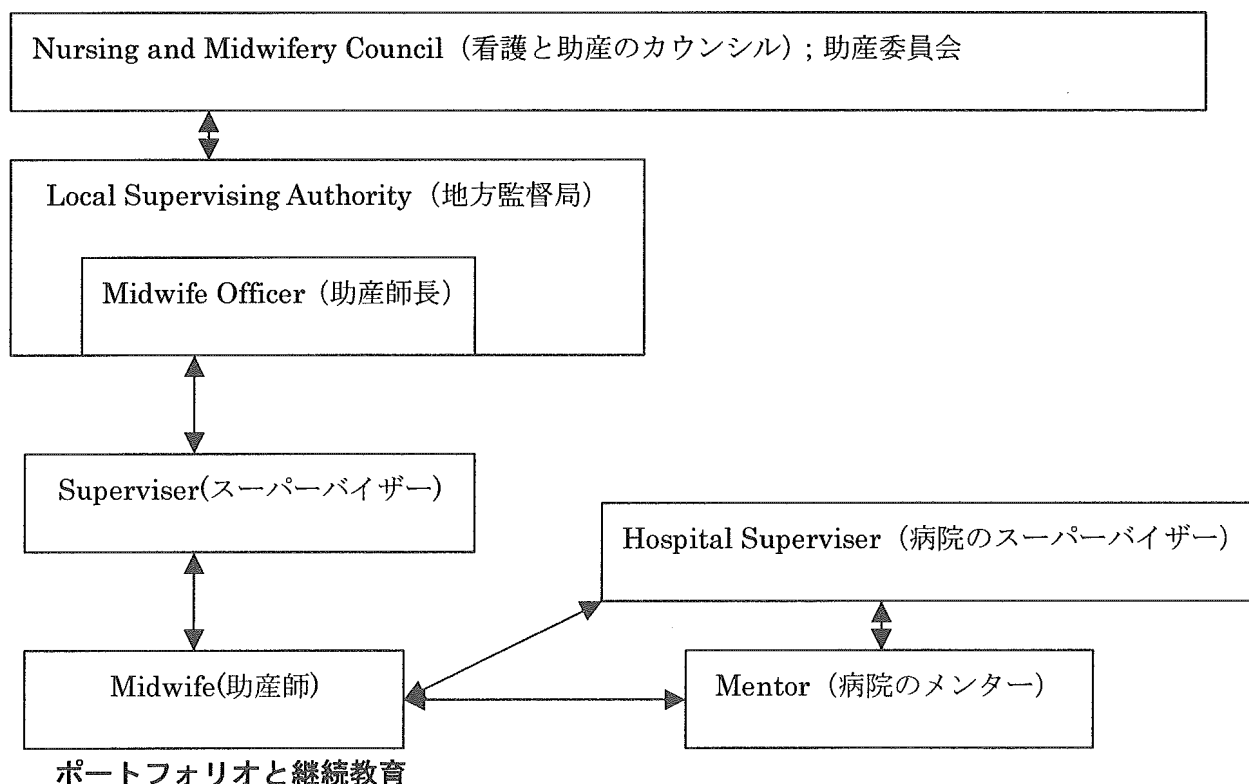 Nursing and Midwifery Council（看護と助産のカウンシル）; 助産委員会
Local Supervising Authority（地方監督局）
Midwife Officer（助産師長）
Superviser(スーパーバイザー)
Hospital Superviser（病院のスーパーバイザー）
Midwife(助産師)
Mentor（病院のメンター）
ポートフォリオと継続教育